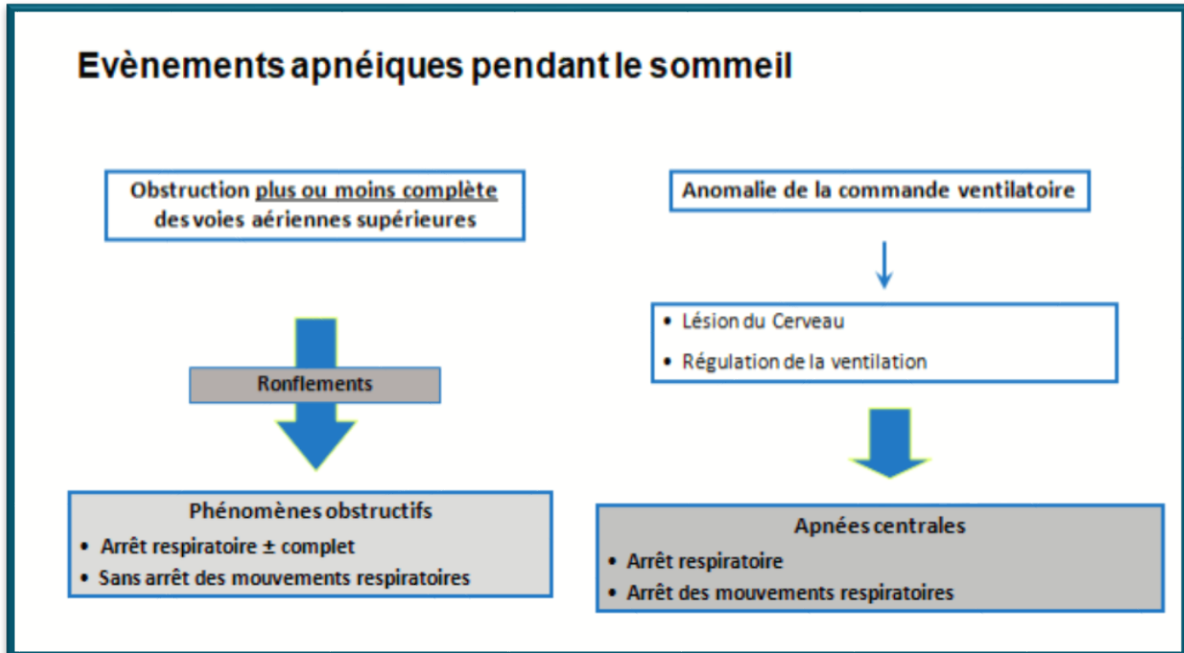 Evènements apnéiques pendant le sommeil
Obstruction plus ou moins complète
des voies aériennes supérieures
Ronflements
Phénomènes obstructifs
• Arrêt respiratoire ± complet
• Sans arrêt des mouvements respiratoires
Anomalie de la commande ventilatoire
• Lésion du Cerveau
• Régulation de la ventilation
Apnées centrales
• Arrêt respiratoire
• Arrêt des mouvements respiratoires